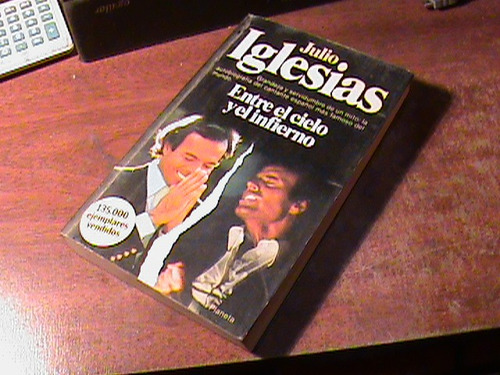 Julio
Iglesias
Grandeza y servidumbre de un mito: la
autobiografía del cantante español más famoso del
mundo.
Entre el cielo
y el infierno
135.000
ejemplares
vendidos
Planeta